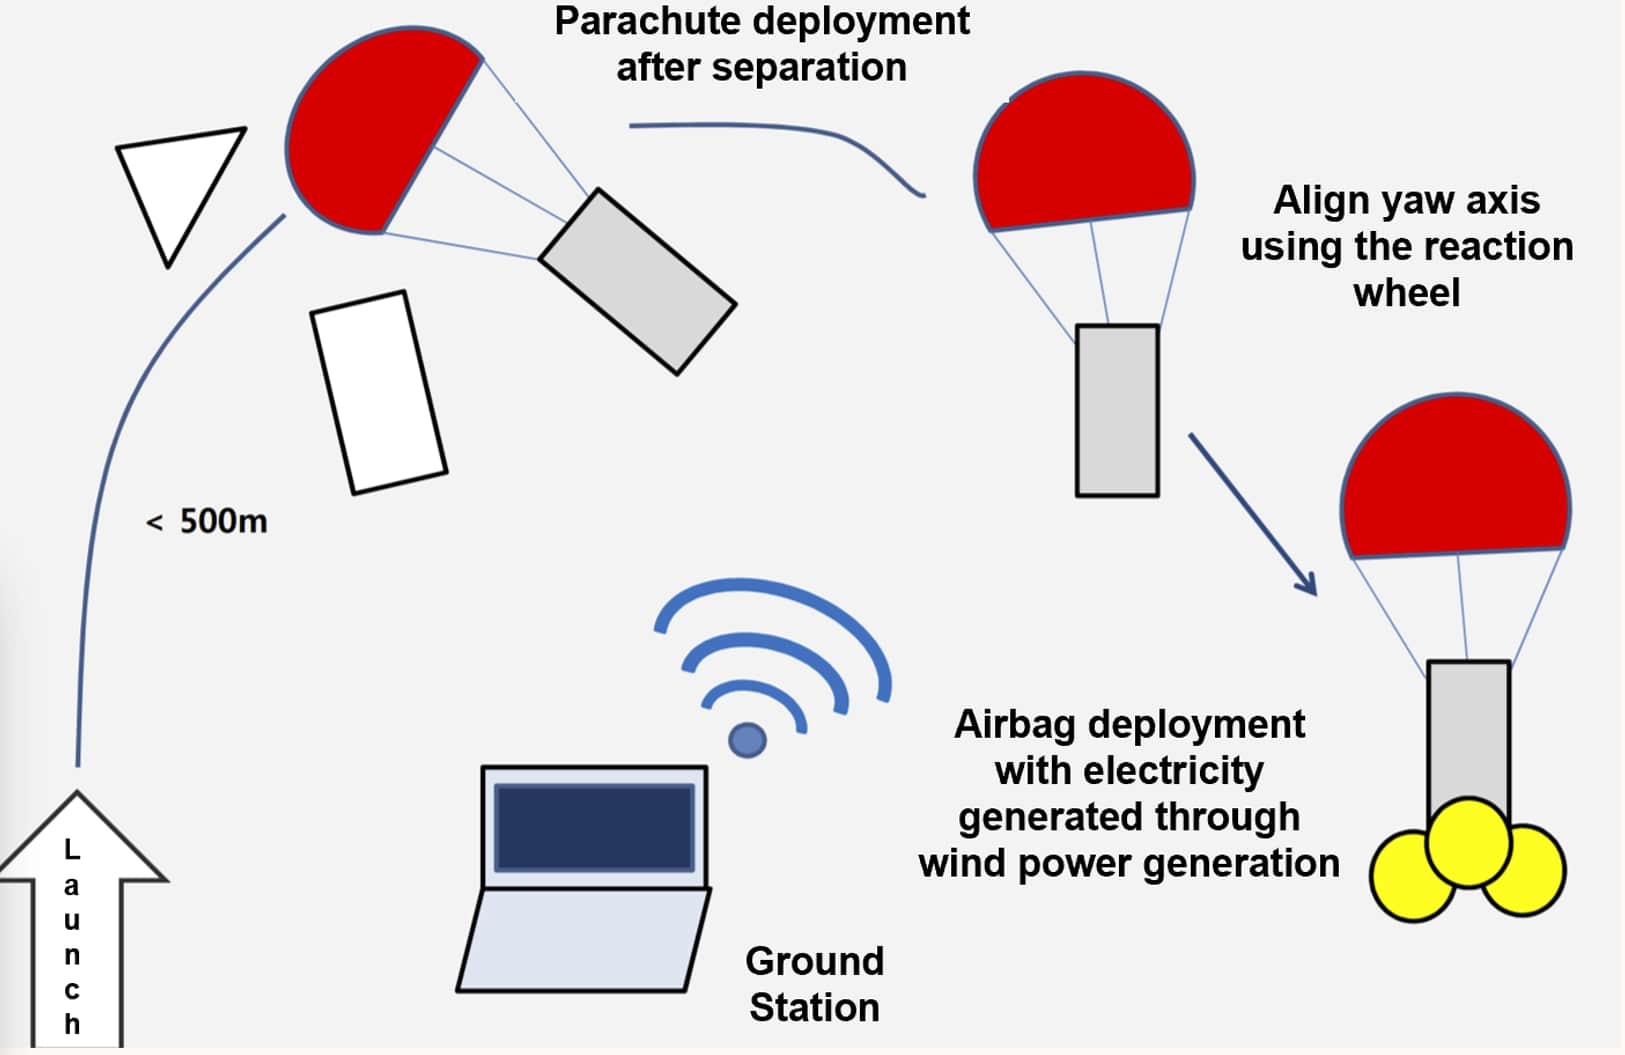 Parachute deployment
after separation
Align yaw axis
using the reaction
wheel
< 500m
Airbag deployment
with electricity
generated through
wind power generation
Launch
Ground
Station